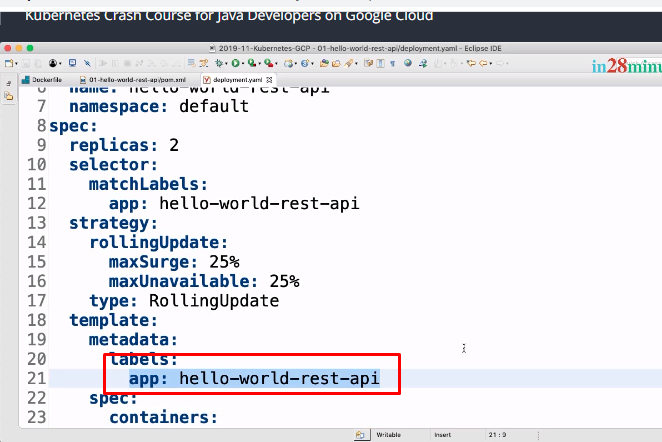 Kubernetes Crash Course for Java Developers on Google Cloud
2019-11-Kubernetes-GCP - 01-hello-world-rest-api/deployment.yaml - Eclipse IDE
in28minu
Dockerfile 01-hello-world-rest-api/pom.xml deployment.yaml
6 name: hello-world-rest-api
7 namespace: default
8 spec:
9 replicas: 2
10 selector:
11 matchLabels:
12 app: hello-world-rest-api
13 strategy:
14 rollingUpdate:
15 maxSurge: 25%
16 maxUnavailable: 25%
17 type: RollingUpdate
18 template:
19 metadata:
20 labels:
21 app: hello-world-rest-api
22 spec:
23 containers:
Writable Insert 21 : 9